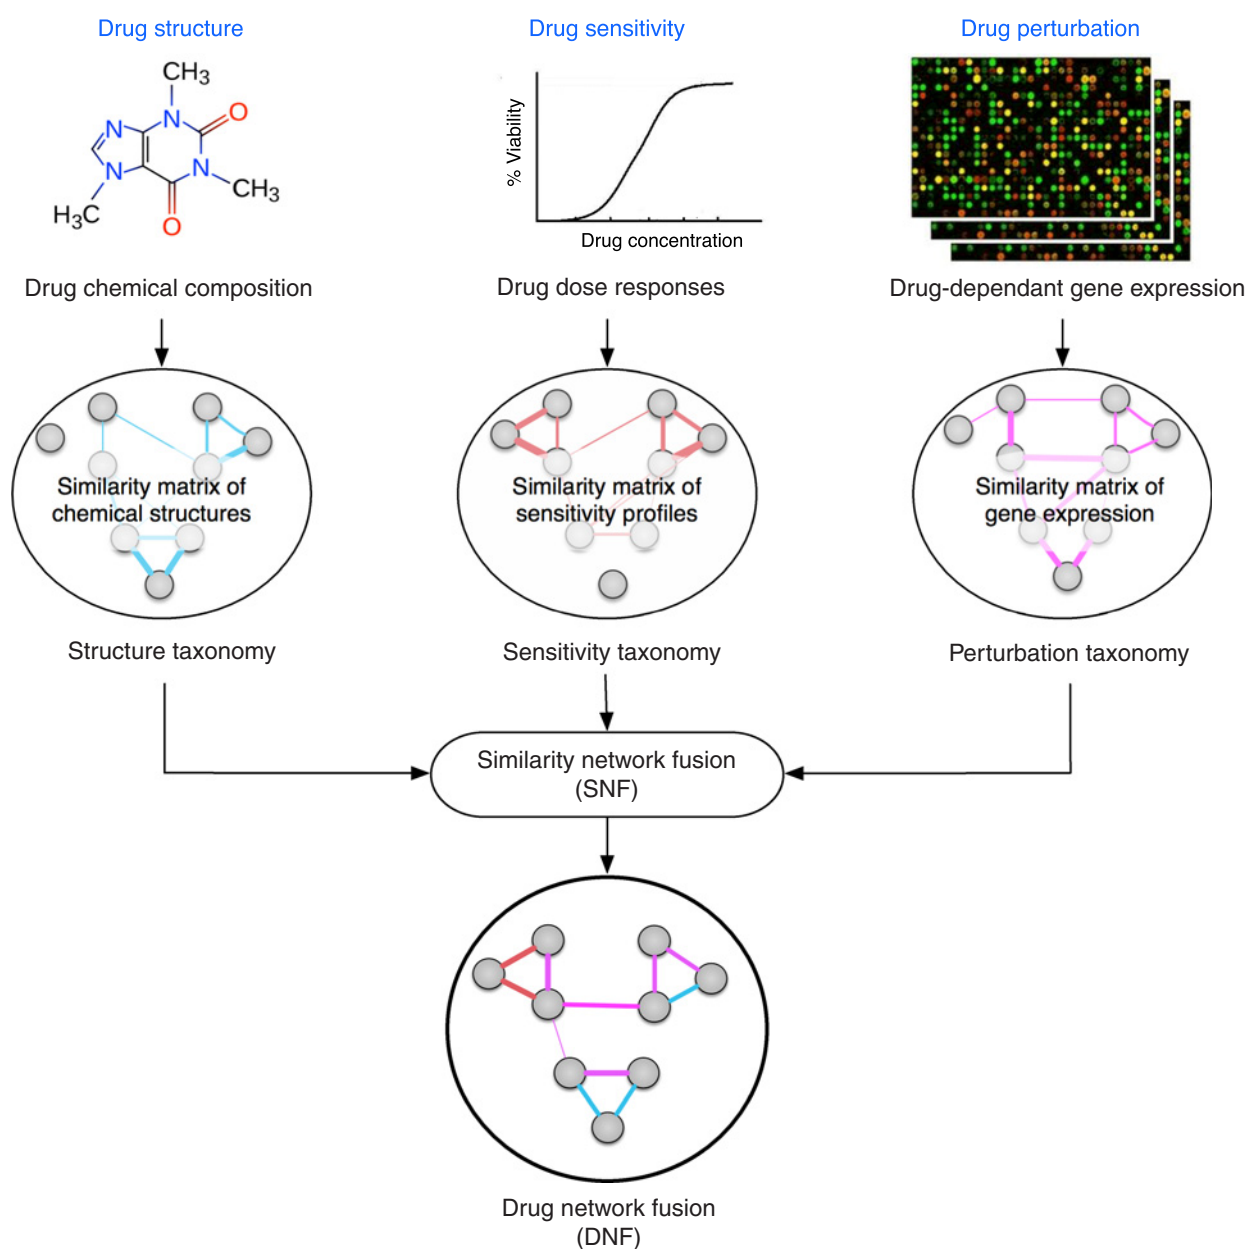 Drug structure
Drug sensitivity
Drug perturbation
CH3
N
N
O
N
N
CH3
H3C
O
% Viability
Drug concentration
Drug chemical composition
Drug dose responses
Drug-dependant gene expression
Similarity matrix of
chemical structures
Similarity matrix of
sensitivity profiles
Similarity matrix of
gene expression
Structure taxonomy
Sensitivity taxonomy
Perturbation taxonomy
Similarity network fusion
(SNF)
Drug network fusion
(DNF)